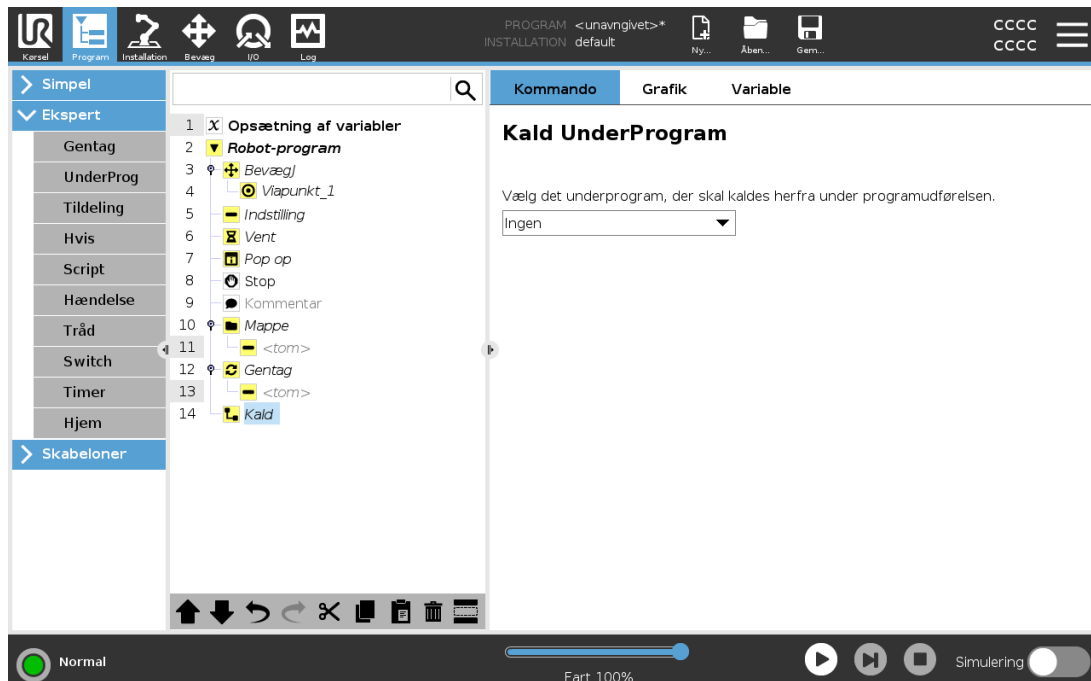 UR
PROGRAM <unavngivet>*
INSTALLATION default
Kørsel
Program
Installation
Bevæg
I/O
Log
Ny...
Åben...
Gem...
CCCC
CCCC
Simpel
Ekspert
Gentag
UnderProg
Tildeling
Hvis
Script
Hændelse
Tråd
Switch
Timer
Hjem
Skabeloner
1 X Opsætning af variabler
2 Robot-program
3 BevægJ
4 Viapunkt_1
5 Indstilling
6 Vent
7 Pop op
8 Stop
9 Kommentar
10 Mappe
11 <tom>
12 Gentag
13 <tom>
14 Kald
Kommando
Grafik
Variable
Kald UnderProgram
Vælg det underprogram, der skal kaldes herfra under programudførelsen.
Ingen
Normal
Fart 100%
Simulering